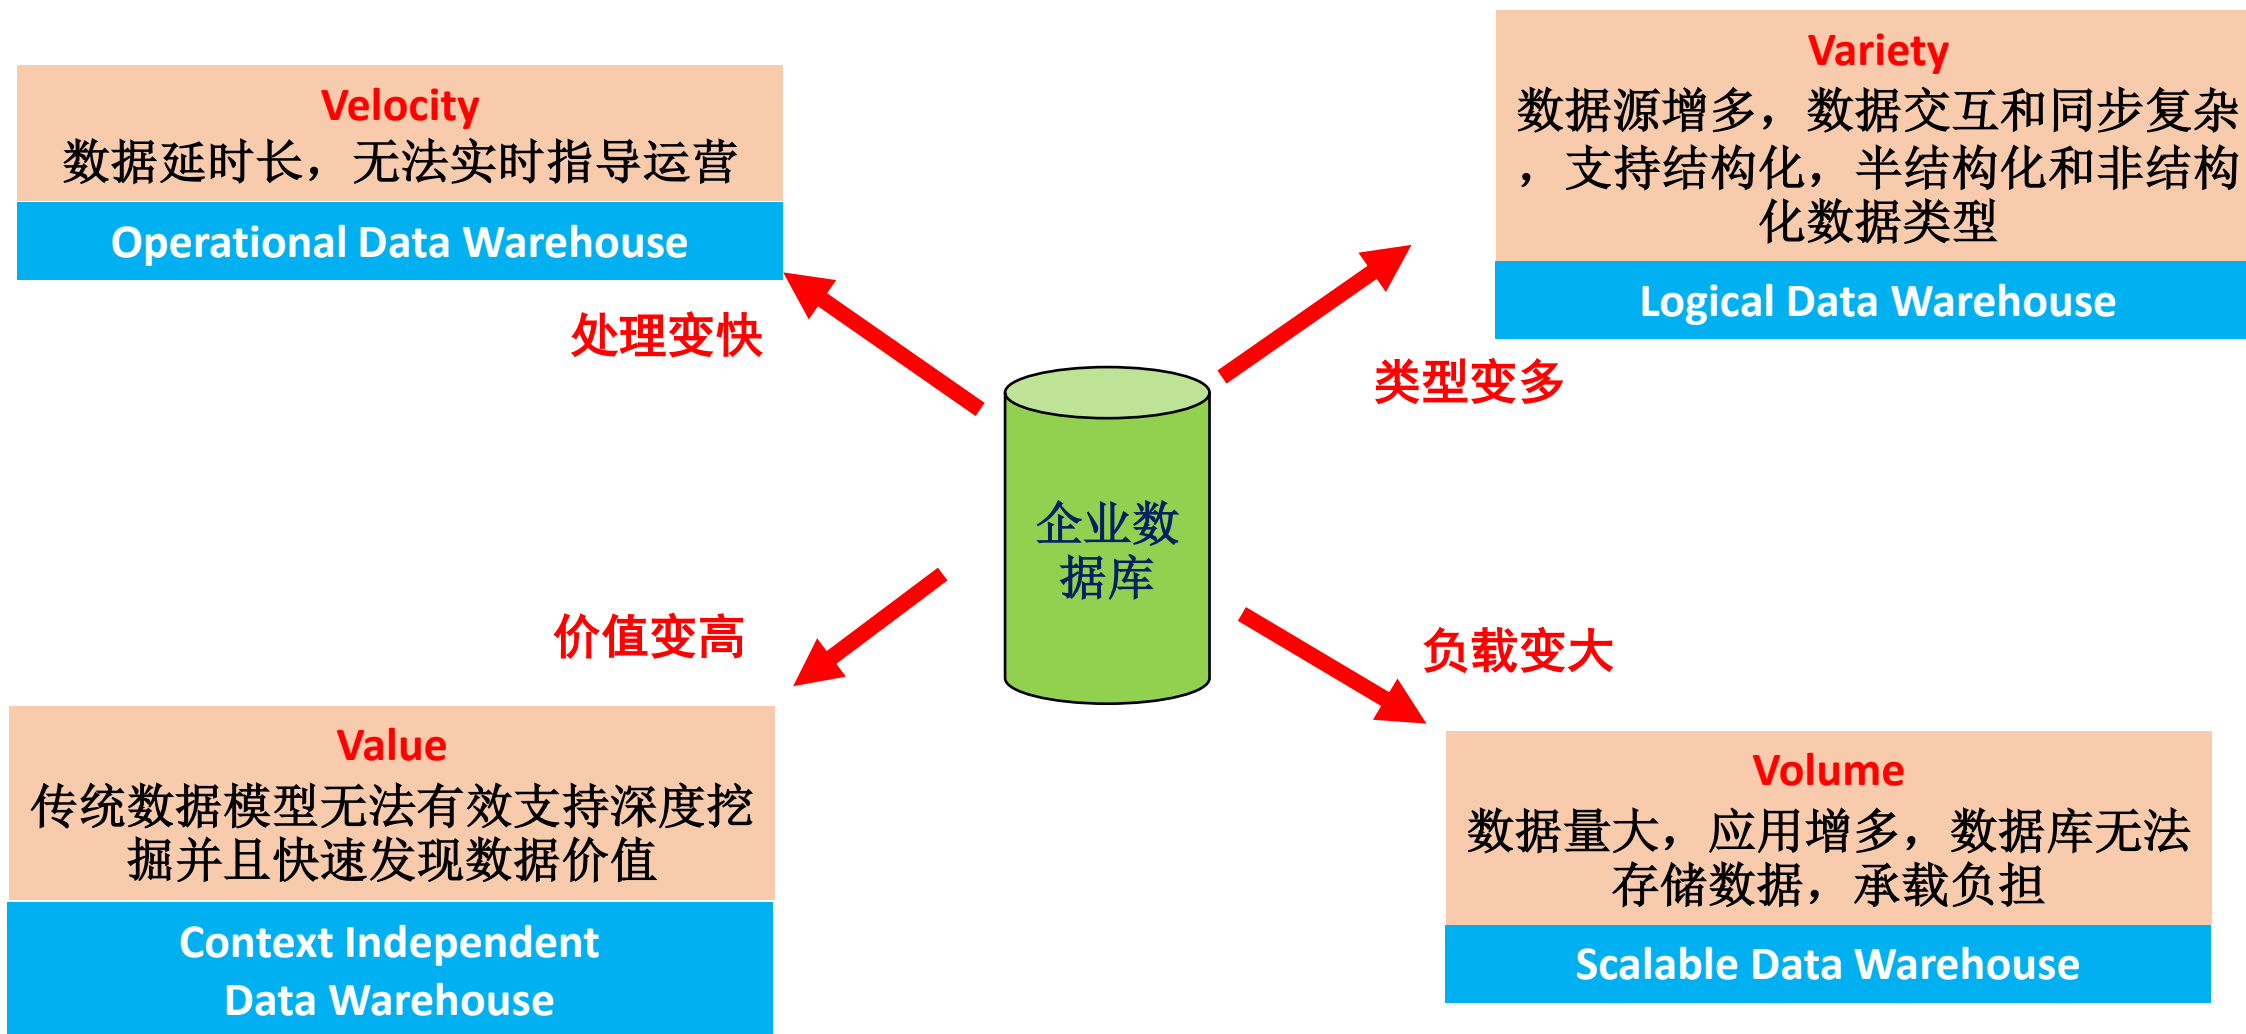 Velocity
数据延时长，无法实时指导运营
Operational Data Warehouse
Variety
数据源增多，数据交互和同步复杂
，支持结构化，半结构化和非结构
化数据类型
Logical Data Warehouse
处理变快
类型变多
企业数
据库
价值变高
负载变大
Value
传统数据模型无法有效支持深度挖
掘并且快速发现数据价值
Context Independent
Data Warehouse
Volume
数据量大，应用增多，数据库无法
存储数据，承载负担
Scalable Data Warehouse